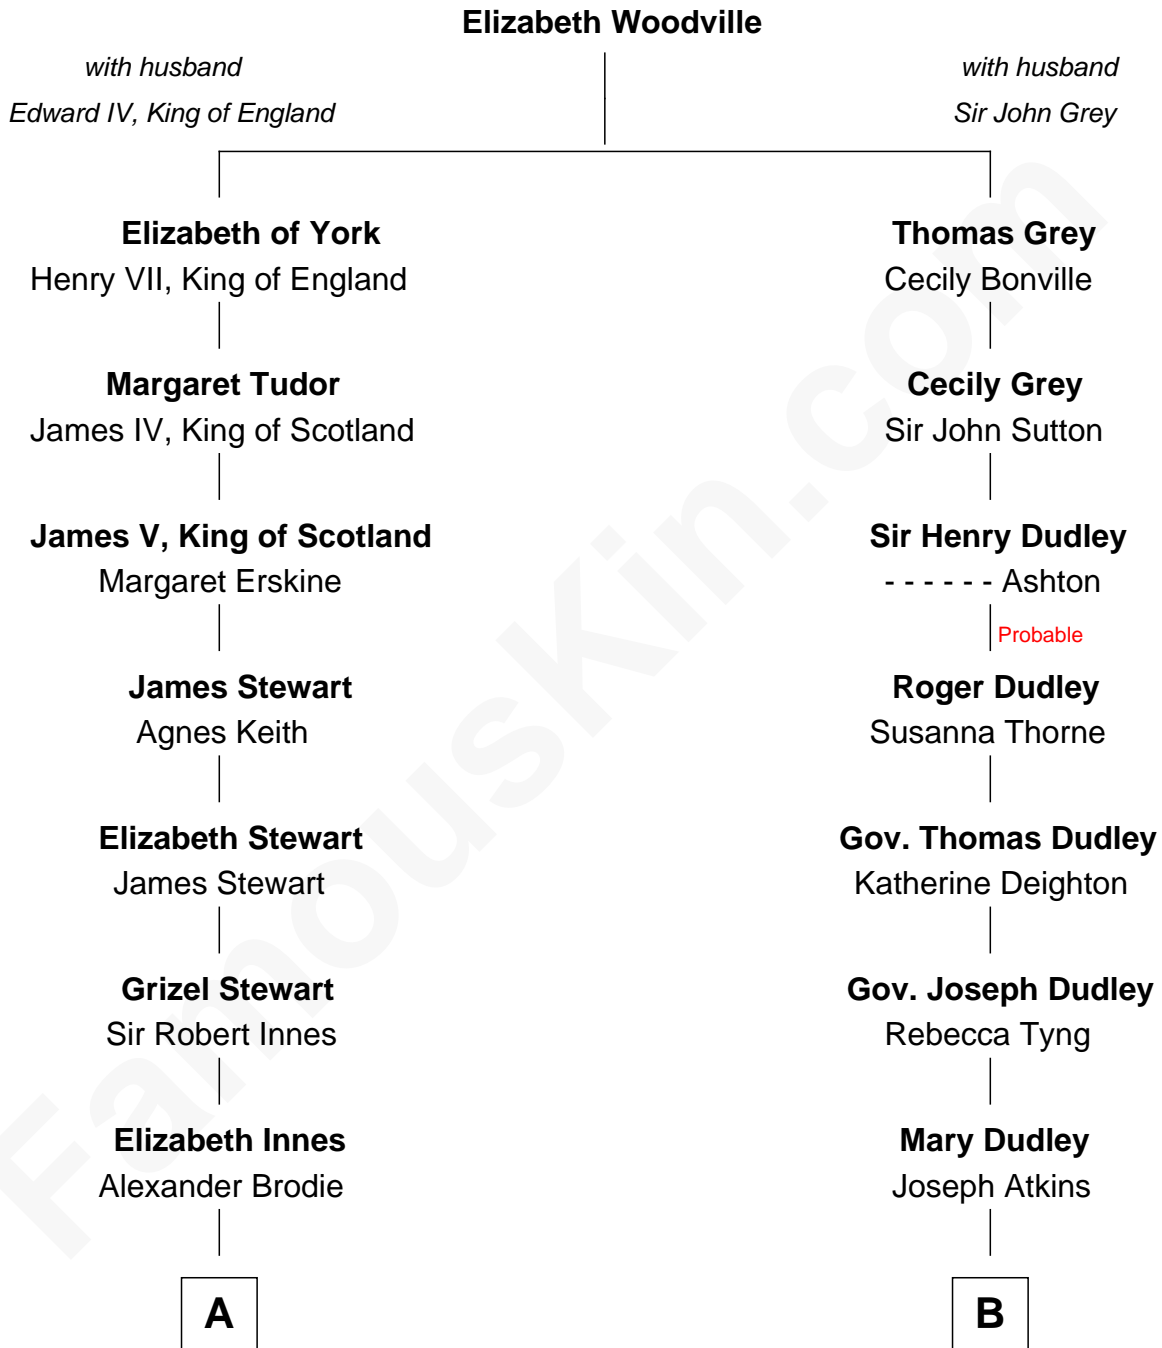 Elizabeth Woodville
with husband
Edward IV, King of England
with husband
Sir John Grey
Elizabeth of York
Henry VII, King of England
Thomas Grey
Cecily Bonville
Margaret Tudor
James IV, King of Scotland
Cecily Grey
Sir John Sutton
James V, King of Scotland
Margaret Erskine
Sir Henry Dudley
- - - - - - Ashton
Probable
James Stewart
Agnes Keith
Roger Dudley
Susanna Thorne
Elizabeth Stewart
James Stewart
Gov. Thomas Dudley
Katherine Deighton
Grizel Stewart
Sir Robert Innes
Gov. Joseph Dudley
Rebecca Tyng
Elizabeth Innes
Alexander Brodie
Mary Dudley
Joseph Atkins
A
B
FamousKin.com